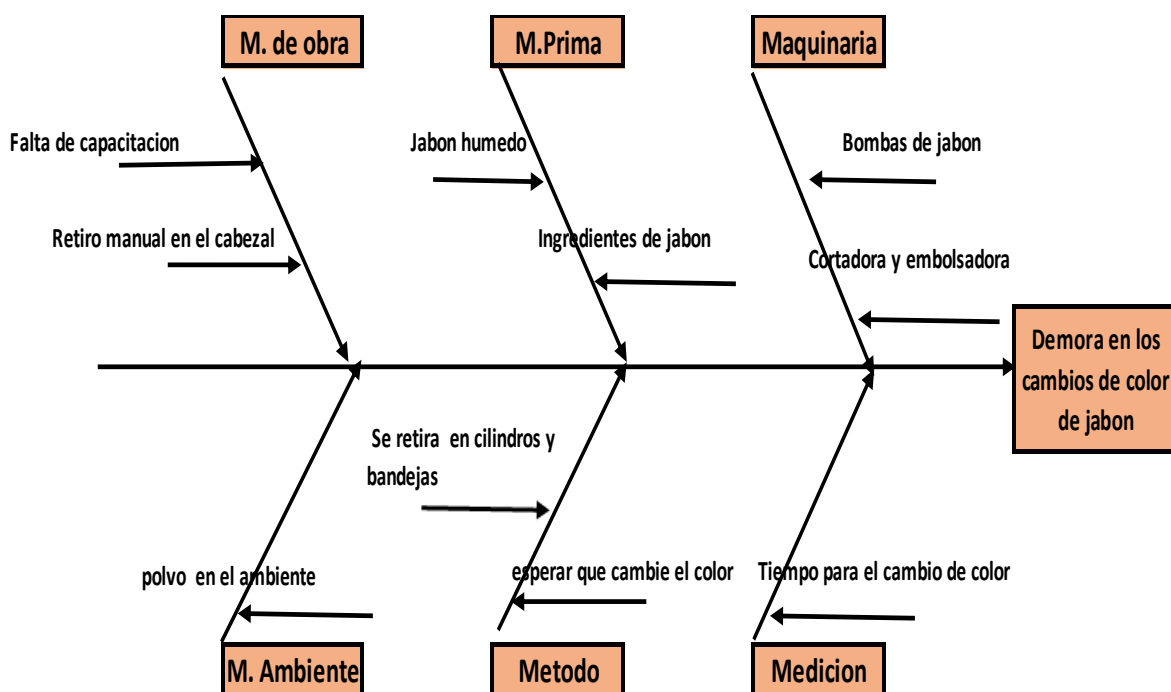 M. de obra
M.Prima
Maquinaria
Falta de capacitacion
Jabon humedo
Bombas de jabon
Retiro manual en el cabezal
Ingredientes de jabon
Cortadora y embolsadora
Demora en los
cambios de color
de jabon
Se retira en cilindros y
bandejas
polvo en el ambiente
esperar que cambie el color
Tiempo para el cambio de color
M. Ambiente
Metodo
Medicion